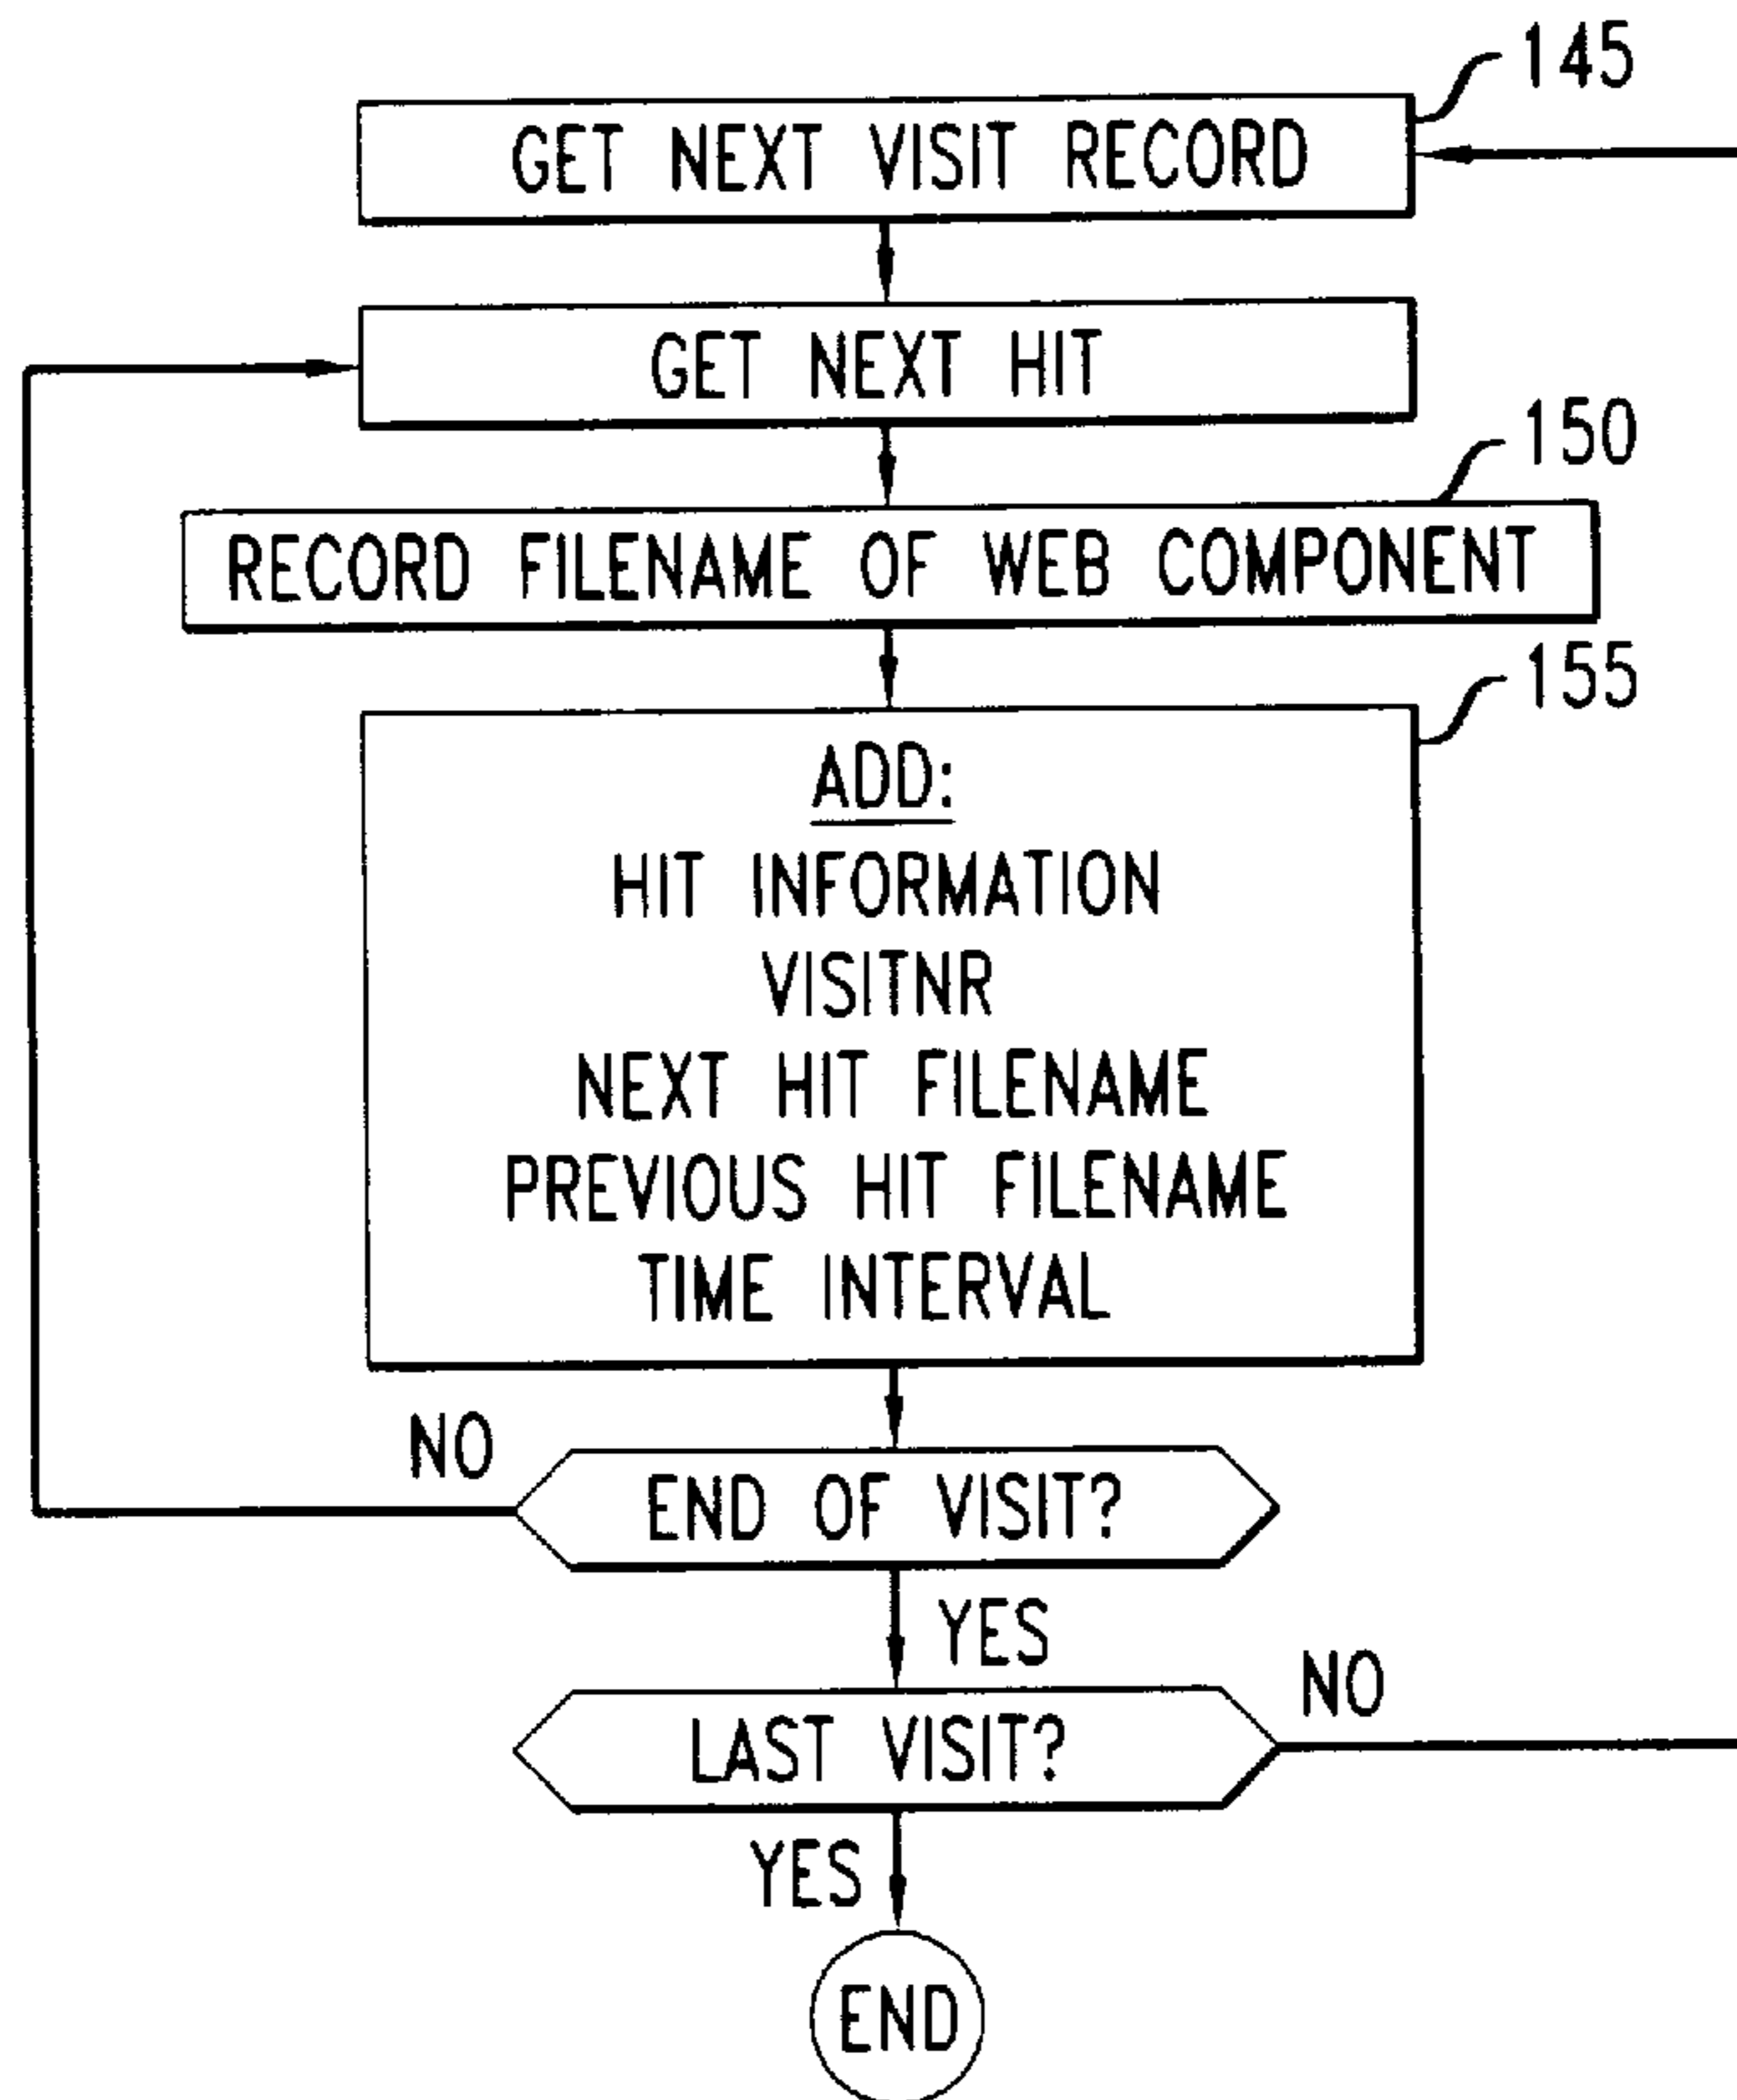 145
GET NEXT VISIT RECORD
GET NEXT HIT
150
RECORD FILENAME OF WEB COMPONENT
155
ADD:
HIT INFORMATION
VISITNR
NEXT HIT FILENAME
PREVIOUS HIT FILENAME
TIME INTERVAL
NO
END OF VISIT?
YES
NO
LAST VISIT?
YES
END